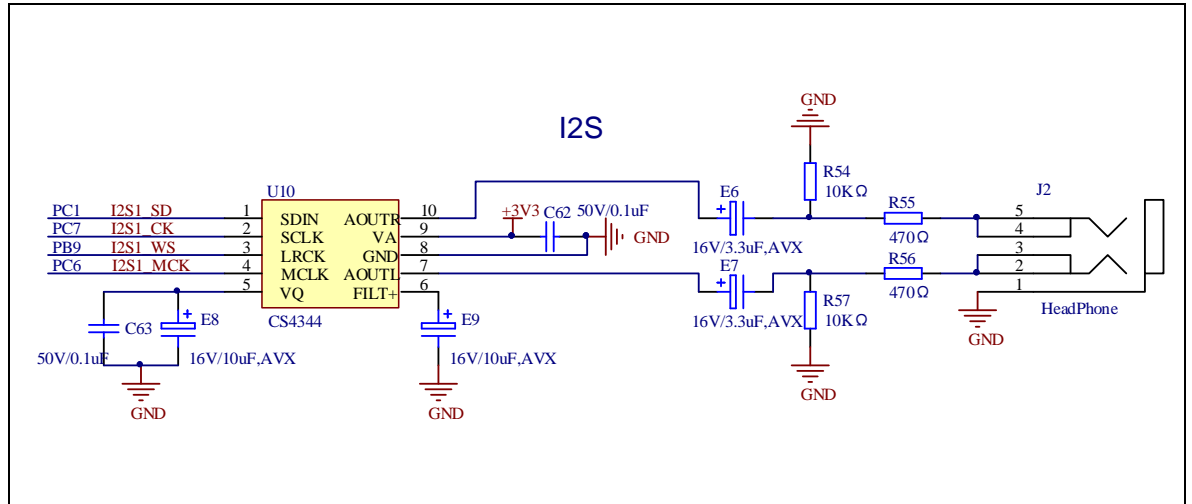 GND
I2S
R54
10KΩ
U10
E6
R55
J2
PC1 I2S1_SD 1 SDIN AOUTR 10 +3V3 C62 50V/0.1uF 5
PC7 I2S1_CK 2 SCLK VA 9 GND 16V/3.3uF,AVX 470Ω 4
PB9 I2S1_WS 3 LRCK GND 8 E7 R56 3
PC6 I2S1_MCK 4 MCLK AOUTL 7 470Ω 2
5 VQ FILT+ 6 16V/3.3uF,AVX R57 1
10KΩ
HeadPhone
GND
C63 E8 CS4344 E9
50V/0.1uF 16V/10uF,AVX 16V/10uF,AVX
GND GND GND